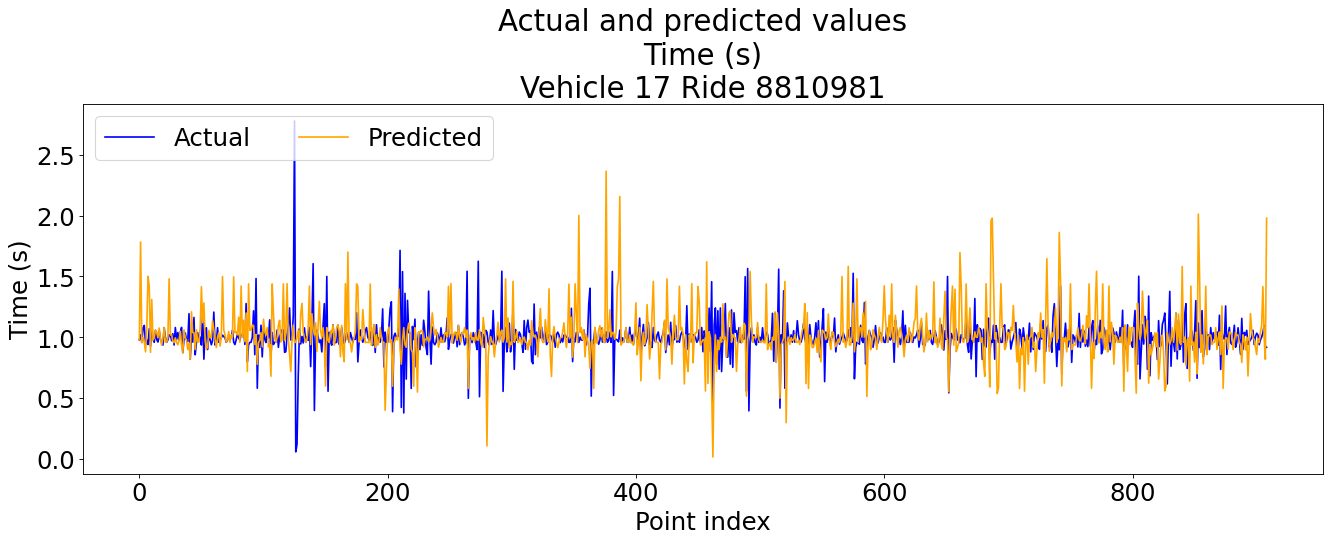 Actual and predicted values
Time (s)
Vehicle 17 Ride 8810981
Actual
Predicted
Time (s)
2.5
2.0
1.5
1.0
0.5
0.0
0
200
400
600
800
Point index